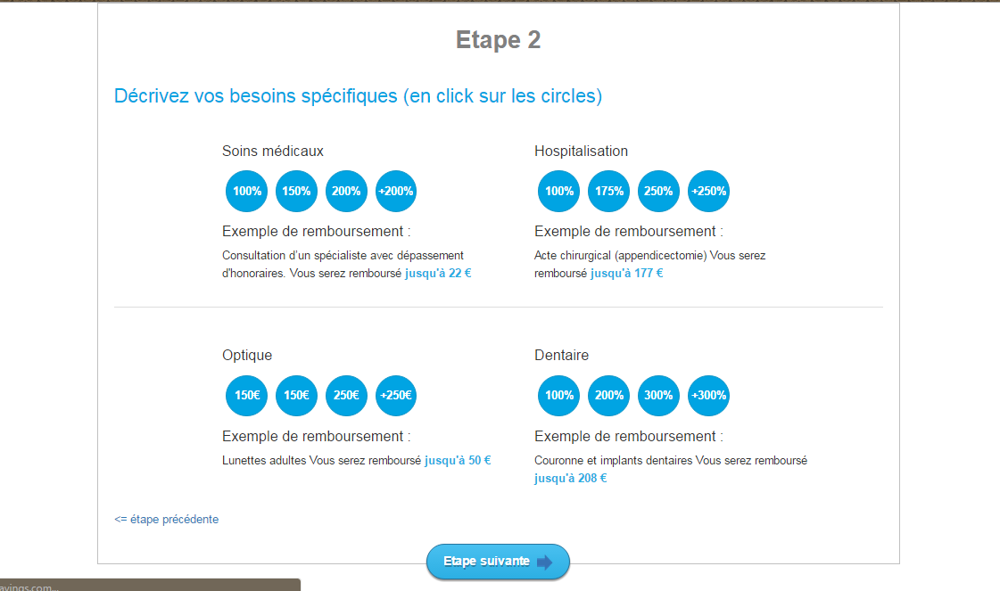 Etape 2
Décrivez vos besoins spécifiques (en click sur les circles)
Soins médicaux
100% 150% 200% +200%
Exemple de remboursement :
Consultation d'un spécialiste avec dépassement
d'honoraires. Vous serez remboursé jusqu'à 22 €
Hospitalisation
100% 175% 250% +250%
Exemple de remboursement :
Acte chirurgical (appendicectomie) Vous serez
remboursé jusqu'à 177 €
Optique
150€ 150€ 250€ +250€
Exemple de remboursement :
Lunettes adultes Vous serez remboursé jusqu'à 50 €
Dentaire
100% 200% 300% +300%
Exemple de remboursement :
Couronne et implants dentaires Vous serez remboursé
jusqu'à 208 €
<= étape précédente
Etape suivante
avings.com...